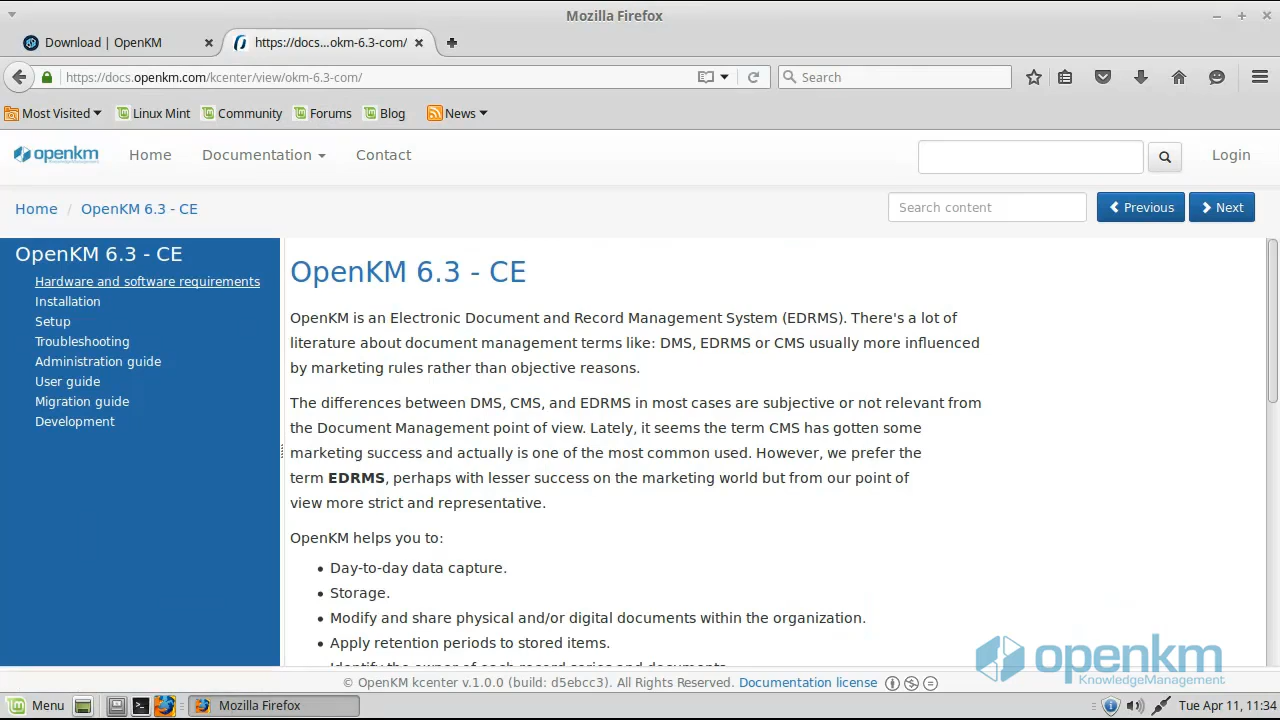 Mozilla Firefox
Download | OpenKM
https://docs...okm-6.3-com/
https://docs.openkm.com/kcenter/view/okm-6.3-com/
Search
Most Visited
Linux Mint
Community
Forums
Blog
News
openkm
Home
Documentation
Contact
Login
Home / OpenKM 6.3 - CE
Search content
Previous
Next
OpenKM 6.3 - CE
Hardware and software requirements
Installation
Setup
Troubleshooting
Administration guide
User guide
Migration guide
Development
OpenKM 6.3 - CE
OpenKM is an Electronic Document and Record Management System (EDRMS). There's a lot of
literature about document management terms like: DMS, EDRMS or CMS usually more influenced
by marketing rules rather than objective reasons.
The differences between DMS, CMS, and EDRMS in most cases are subjective or not relevant from
the Document Management point of view. Lately, it seems the term CMS has gotten some
marketing success and actually is one of the most common used. However, we prefer the
term EDRMS, perhaps with lesser success on the marketing world but from our point of
view more strict and representative.
OpenKM helps you to:
• Day-to-day data capture.
• Storage.
• Modify and share physical and/or digital documents within the organization.
• Apply retention periods to stored items.
• Identify the owner of each record series and documents.
openkm
KnowledgeManagement
© OpenKM kcenter v.1.0.0 (build: d5ebcc3). All Rights Reserved. Documentation license
Menu
Mozilla Firefox
Tue Apr 11, 11:34